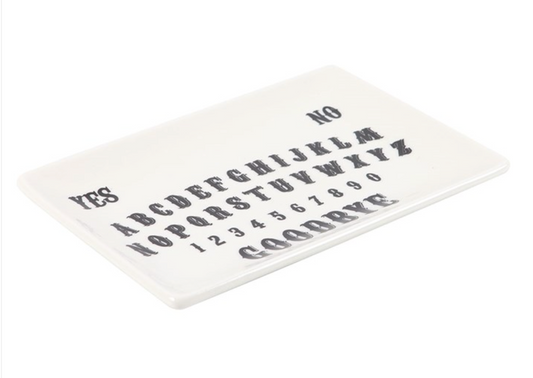 YES NO
ABCDEFGHIJKLM
NOPQRSTUVWXYZ
1234567890
GOODBYE